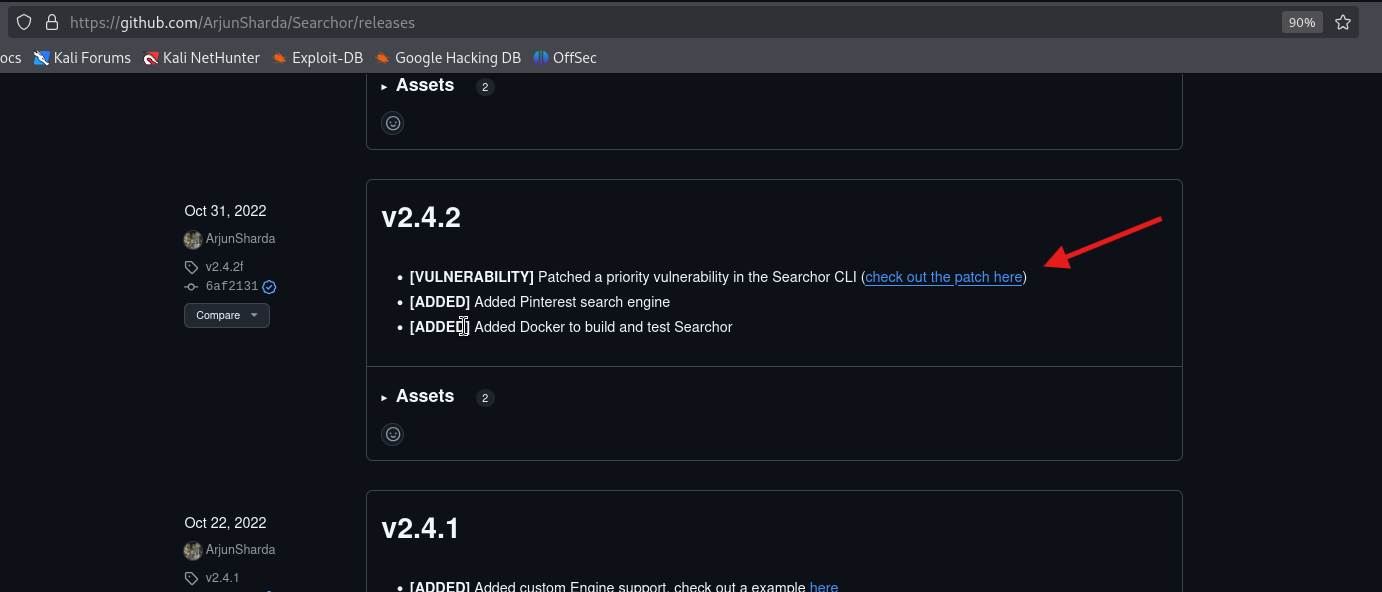 https://github.com/ArjunSharda/Searchor/releases 90%
ocs Kali Forums Kali NetHunter Exploit-DB Google Hacking DB OffSec
Assets 2
Oct 31, 2022
ArjunSharda
v2.4.2f
6af2131
Compare
v2.4.2
[VULNERABILITY] Patched a priority vulnerability in the Searchor CLI (check out the patch here)
[ADDED] Added Pinterest search engine
[ADDED] Added Docker to build and test Searchor
Assets 2
Oct 22, 2022
ArjunSharda
v2.4.1
v2.4.1
[ADDED] Added custom Engine support, check out a example here